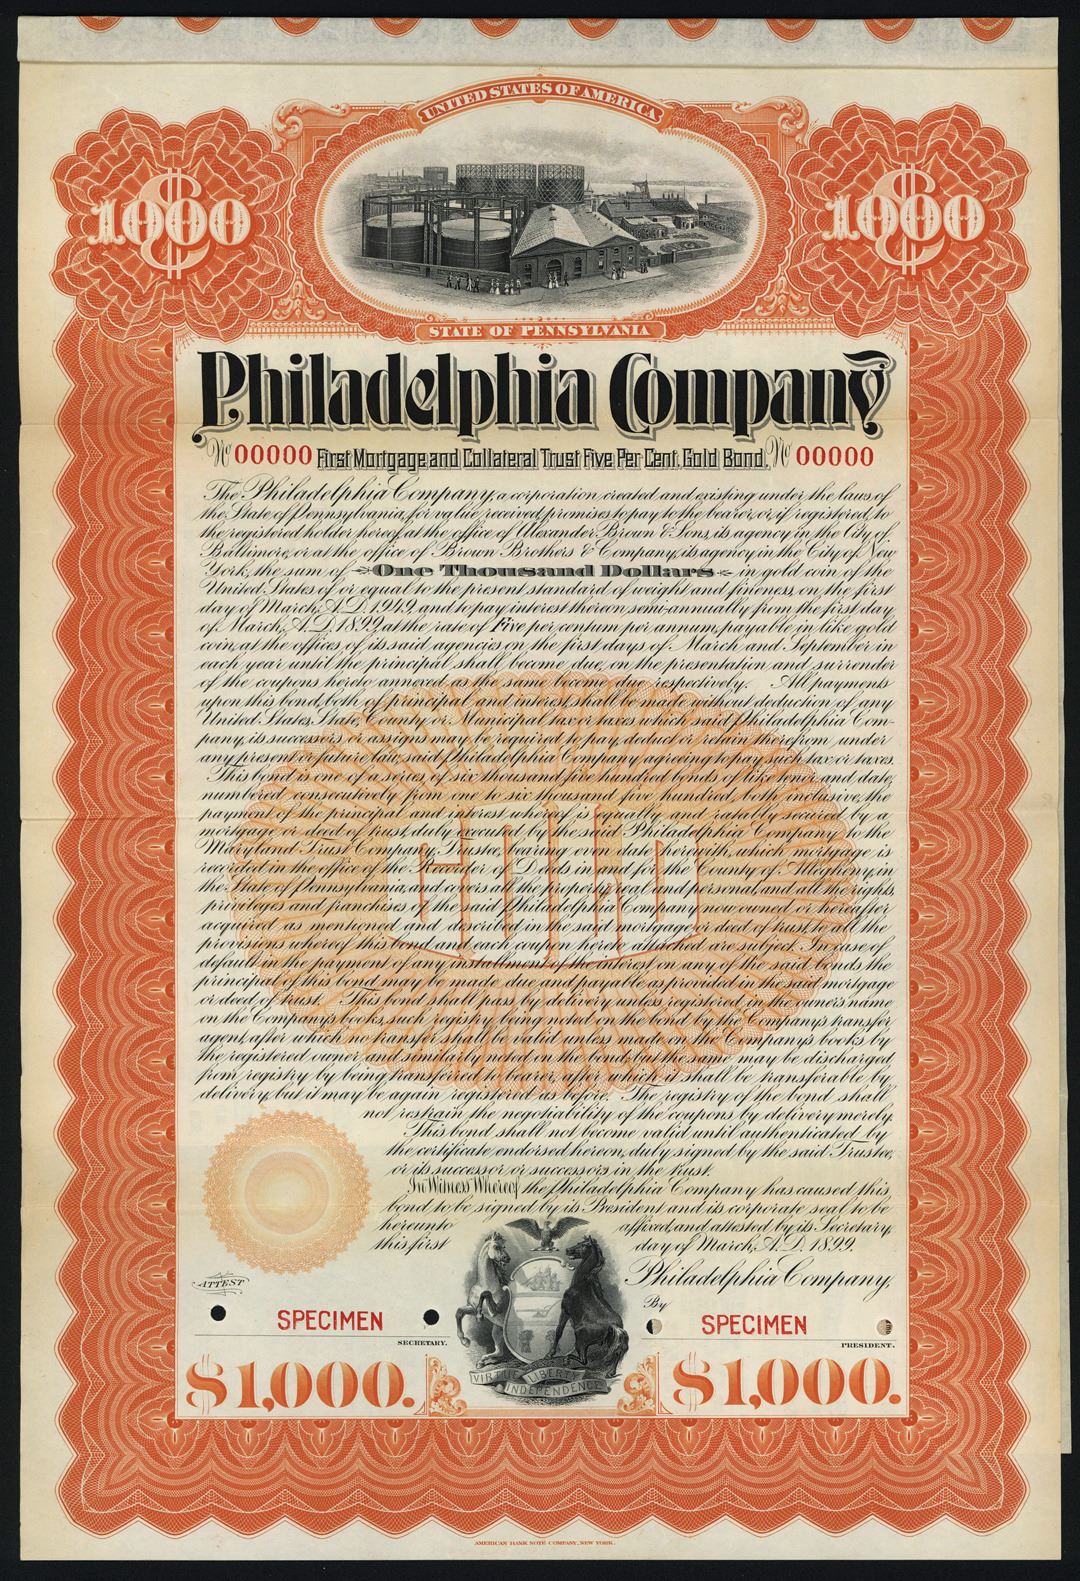 UNITED STATES OF AMERICA
1000
1000
STATE OF PENNSYLVANIA
Philadelphia Company
No 00000 First Mortgage and Collateral Trust Five Per Cent. Gold Bond. No 00000
The Philadelphia Company, a corporation created and existing under the laws of
the State of Pennsylvania, for value received, promises to pay to the bearer, or, if registered, to
the registered holder hereof, at the office of Alexander Brown & Sons, its agency in the City of
Baltimore, or at the office of Brown Brothers & Company, its agency in the City of New
York, the sum of One Thousand Dollars in gold coin of the
United States of or equal to the present standard of weight and fineness, on the first
day of March, A.D. 1949, and to pay interest thereon semi-annually from the first day
of March, A.D. 1899, at the rate of Five per centum per annum, payable in like gold
coin, at the offices of its said agencies on the first days of March and September in
each year until the principal shall become due, on the presentation and surrender
of the coupons hereto annexed, as the same become due respectively. All payments
upon this bond, both of principal and interest, shall be made without deduction of any
United States, State, County or Municipal tax or taxes which said Philadelphia Com-
pany, its successors or assigns may be required to pay, deduct or retain therefrom under
any present or future law, said Philadelphia Company agreeing to pay such tax or taxes.
This bond is one of a series of six thousand five hundred bonds of like tenor and date,
numbered consecutively from one to six thousand five hundred, both inclusive, the
payment of the principal and interest whereof is equally and ratably secured by a
mortgage or deed of trust, duly executed by the said Philadelphia Company to the
Maryland Trust Company, Trustee, bearing even date herewith, which mortgage is
recorded in the office of the Recorder of Deeds in and for the County of Allegheny, in
the State of Pennsylvania, and covers all the property, real and personal, and all the rights,
privileges and franchises of the said Philadelphia Company now owned or hereafter
acquired as mentioned and described in the said mortgage or deed of trust, to all the
provisions whereof this bond and each coupon hereto attached are subject. In case of
default in the payment of any installment of the interest on any of the said bonds the
principal of this bond may be made due and payable as provided in the said mortgage
or deed of trust. This bond shall pass by delivery unless registered in the owner's name
on the Company's books, such registry being noted on the bond by the Company's transfer
agent, after which no transfer shall be valid unless made on the Company's books by
the registered owner, and similarly noted on the bond, but the same may be discharged
from registry by being transferred to bearer, after which it shall be transferable by
delivery, but it may be again registered as before. The registry of the bond shall
not restrain the negotiability of the coupons by delivery merely.
This bond shall not become valid until authenticated by
the certificate endorsed hereon, duly signed by the said Trustee,
or its successor or successors in the trust.
In Witness Whereof the Philadelphia Company has caused this
bond to be signed by its President and its corporate seal to be
hereunto affixed, and attested by its Secretary
this first day of March, A.D. 1899.
Philadelphia Company,
ATTEST
By
SPECIMEN
SPECIMEN
SECRETARY.
PRESIDENT.
VIRTUE LIBERTY
INDEPENDENCE
$1,000.
$1,000.
AMERICAN BANK NOTE COMPANY, NEW YORK.